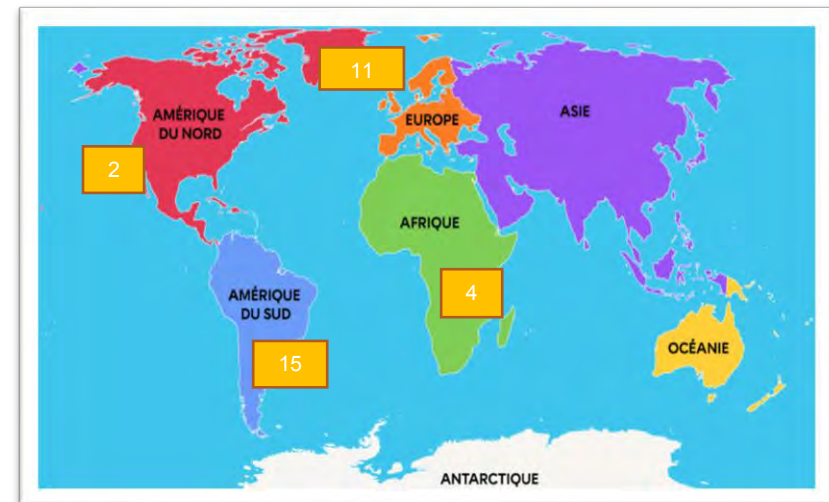 11
AMÉRIQUE
DU NORD
EUROPE
ASIE
2
AFRIQUE
4
AMÉRIQUE
DU SUD
15
OCÉANIE
ANTARCTIQUE